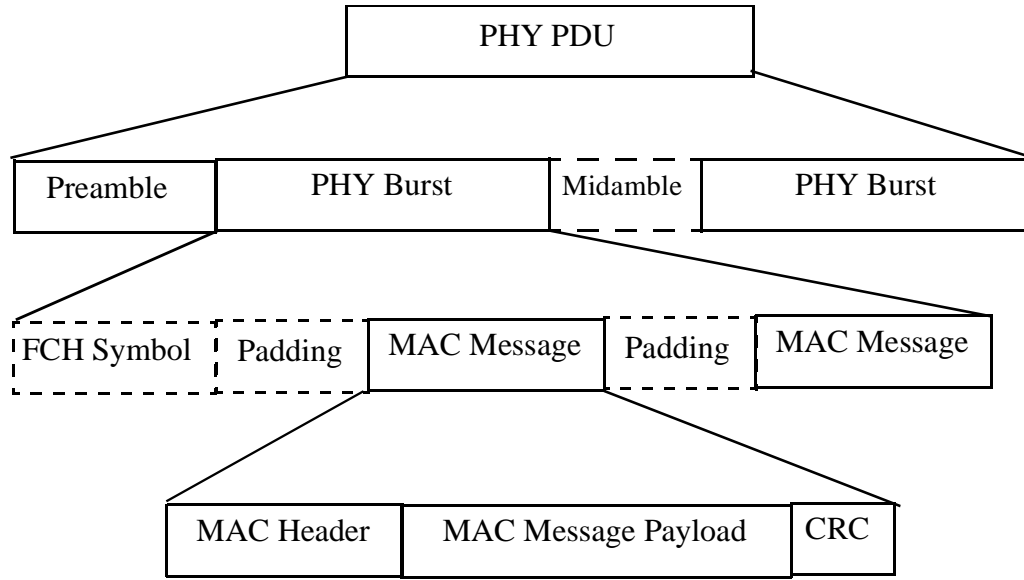 PHY PDU
Preamble PHY Burst Midamble PHY Burst
FCH Symbol Padding MAC Message Padding MAC Message
MAC Header MAC Message Payload CRC